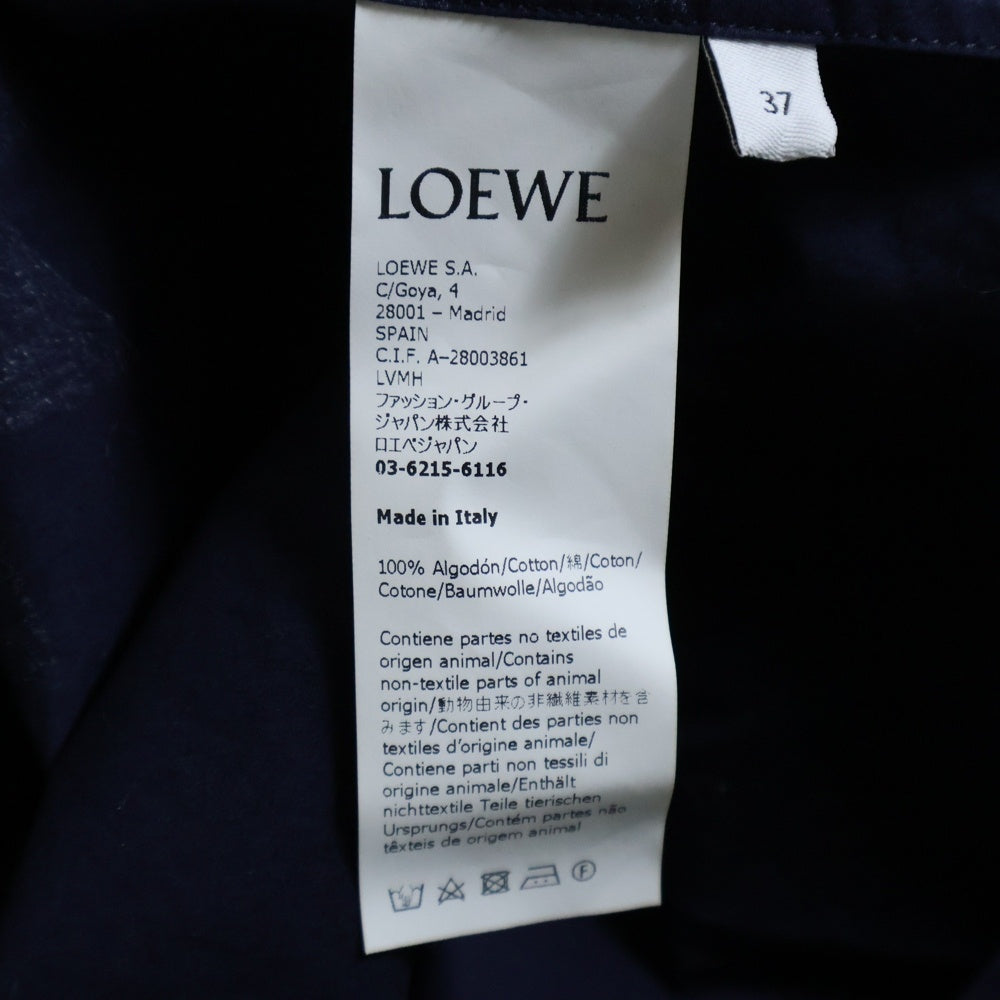 37
LOEWE
LOEWE S.A.
C/Goya, 4
28001 – Madrid
SPAIN
C.I.F. A–28003861
LVMH
ファッション・グループ・
ジャパン株式会社
ロエベジャパン
03-6215-6116
Made in Italy
100% Algodón/Cotton/綿/Coton/
Cotone/Baumwolle/Algodão
Contiene partes no textiles de
origen animal/Contains
non-textile parts of animal
origin/動物由来の非繊維素材を含
みます/Contient des parties non
textiles d'origine animale/
Contiene parti non tessili di
origine animale/Enthält
nichttextile Teile tierischen
Ursprungs/Contém partes não
têxteis de origem animal
F